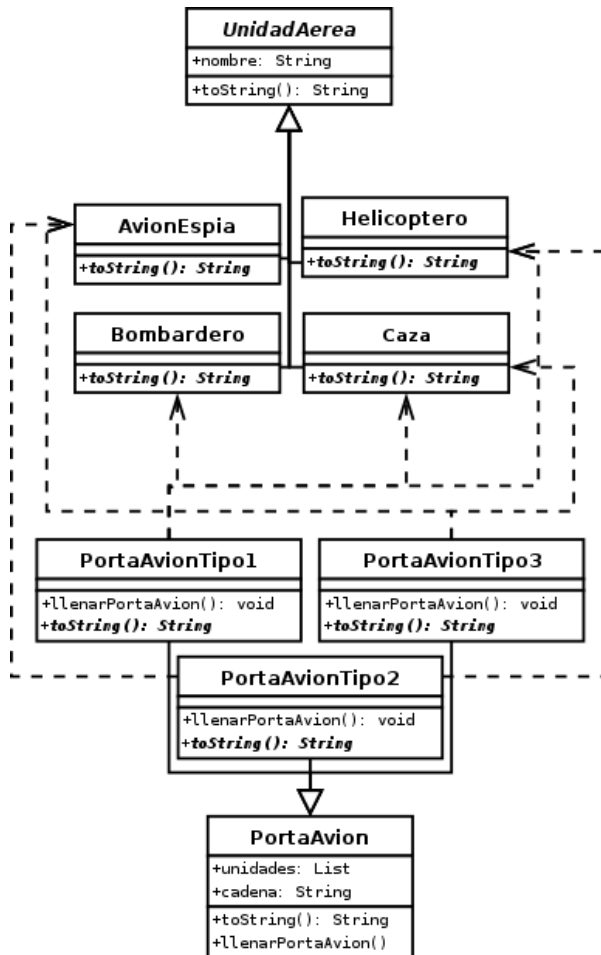 UnidadAerea
+nombre: String
+toString(): String
AvionEspia
+toString(): String
Helicoptero
+toString(): String
Bombardero
+toString(): String
Caza
+toString(): String
PortaAvionTipo1
+llenarPortaAvion(): void
+toString(): String
PortaAvionTipo3
+llenarPortaAvion(): void
+toString(): String
PortaAvionTipo2
+llenarPortaAvion(): void
+toString(): String
PortaAvion
+unidades: List
+cadena: String
+toString(): String
+llenarPortaAvion()